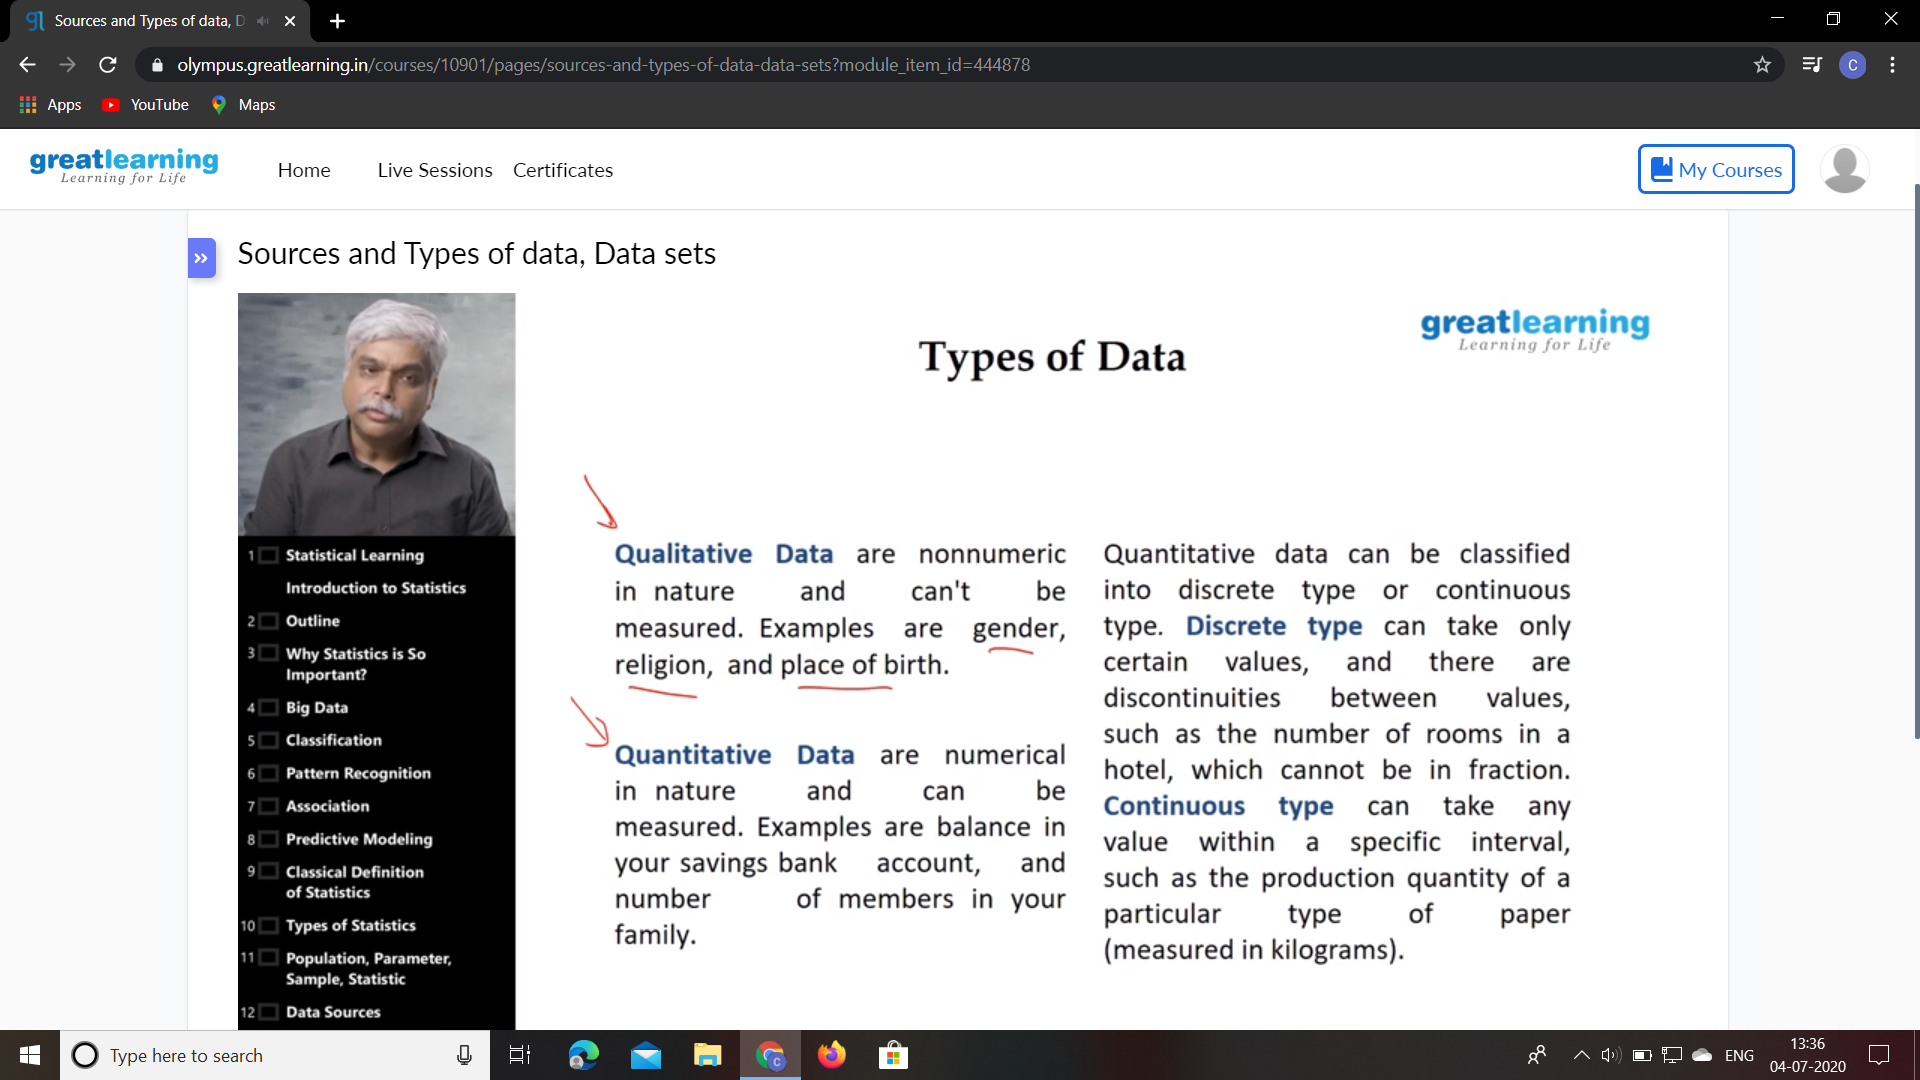 Sources and Types of data, D
olympus.greatlearning.in/courses/10901/pages/sources-and-types-of-data-data-sets?module_item_id=444878
C
Apps
YouTube
Maps
greatlearning
Learning for Life
Home
Live Sessions
Certificates
My Courses
Sources and Types of data, Data sets
greatlearning
Learning for Life
Types of Data
Qualitative Data are nonnumeric
in nature and can't be
measured. Examples are gender,
religion, and place of birth.
Quantitative Data are numerical
in nature and can be
measured. Examples are balance in
your savings bank account, and
number of members in your
family.
Quantitative data can be classified
into discrete type or continuous
type. Discrete type can take only
certain values, and there are
discontinuities between values,
such as the number of rooms in a
hotel, which cannot be in fraction.
Continuous type can take any
value within a specific interval,
such as the production quantity of a
particular type of paper
(measured in kilograms).
1 Statistical Learning
Introduction to Statistics
2 Outline
3 Why Statistics is So
Important?
4 Big Data
5 Classification
6 Pattern Recognition
7 Association
8 Predictive Modeling
9 Classical Definition
of Statistics
10 Types of Statistics
11 Population, Parameter,
Sample, Statistic
12 Data Sources
Type here to search
C
ENG
13:36
04-07-2020